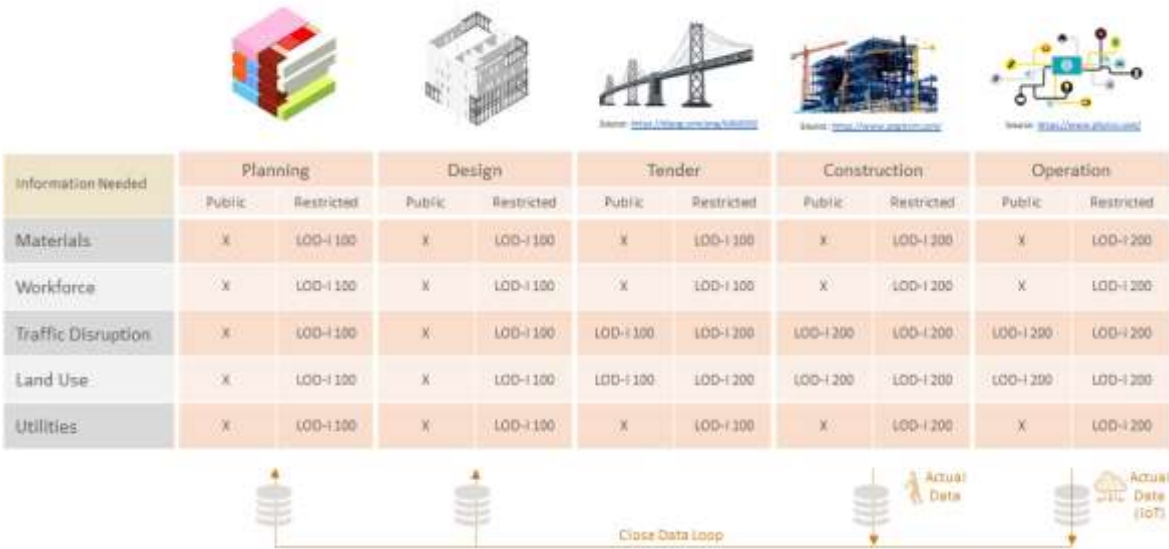 Source:
Source:
Source:
Information Needed Planning Design Tender Construction Operation
Public Restricted Public Restricted Public Restricted Public Restricted Public Restricted
Materials X LOD-I 100 X LOD-I 100 X LOD-I 100 X LOD-I 200 X LOD-I 200
Workforce X LOD-I 100 X LOD-I 100 X LOD-I 100 X LOD-I 200 X LOD-I 200
Traffic Disruption X LOD-I 100 X LOD-I 100 LOD-I 100 LOD-I 200 LOD-I 200 LOD-I 200 LOD-I 200 LOD-I 200
Land Use X LOD-I 100 X LOD-I 100 LOD-I 100 LOD-I 200 LOD-I 200 LOD-I 200 LOD-I 200 LOD-I 200
Utilities X LOD-I 100 X LOD-I 100 X LOD-I 100 X LOD-I 200 X LOD-I 200
Actual
Data
Actual
Data
(IoT)
Close Data Loop